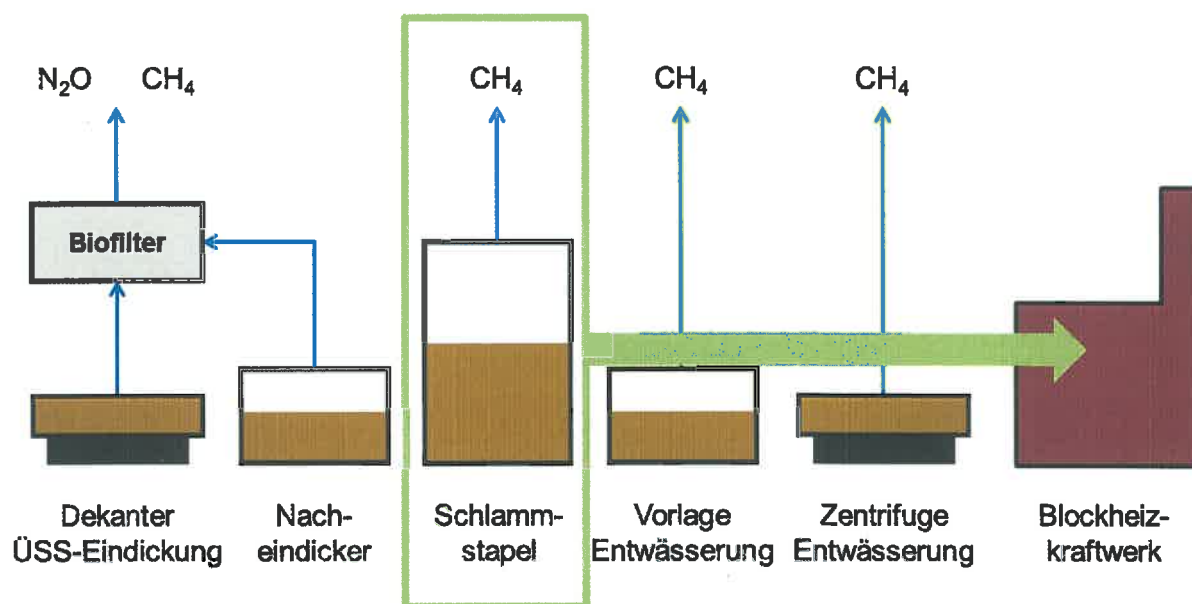 N₂O CH₄
CH₄
CH₄
CH₄
Biofilter
Dekanter
ÜSS-Eindickung
Nach-
eindicker
Schlamm-
stapel
Vorlage
Entwässerung
Zentrifuge
Entwässerung
Blockheiz-
kraftwerk